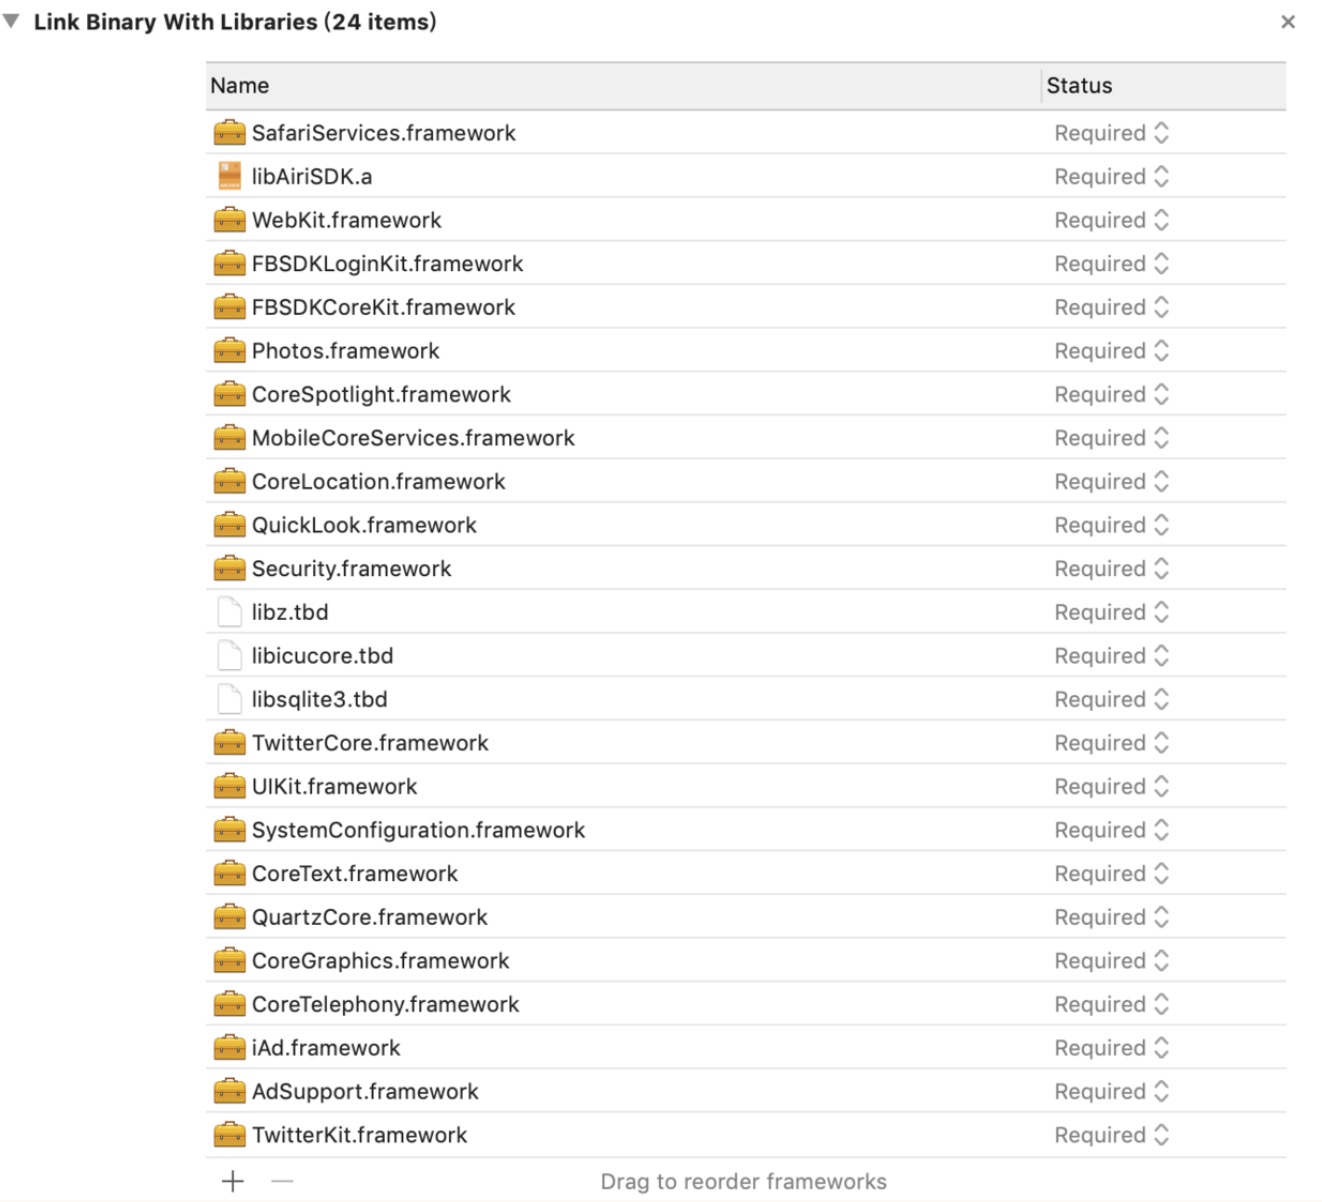 Link Binary With Libraries (24 items)
Name Status
SafariServices.framework Required
libAiriSDK.a Required
WebKit.framework Required
FBSDKLoginKit.framework Required
FBSDKCoreKit.framework Required
Photos.framework Required
CoreSpotlight.framework Required
MobileCoreServices.framework Required
CoreLocation.framework Required
QuickLook.framework Required
Security.framework Required
libz.tbd Required
libicucore.tbd Required
libsqlite3.tbd Required
TwitterCore.framework Required
UIKit.framework Required
SystemConfiguration.framework Required
CoreText.framework Required
QuartzCore.framework Required
CoreGraphics.framework Required
CoreTelephony.framework Required
iAd.framework Required
AdSupport.framework Required
TwitterKit.framework Required
Drag to reorder frameworks